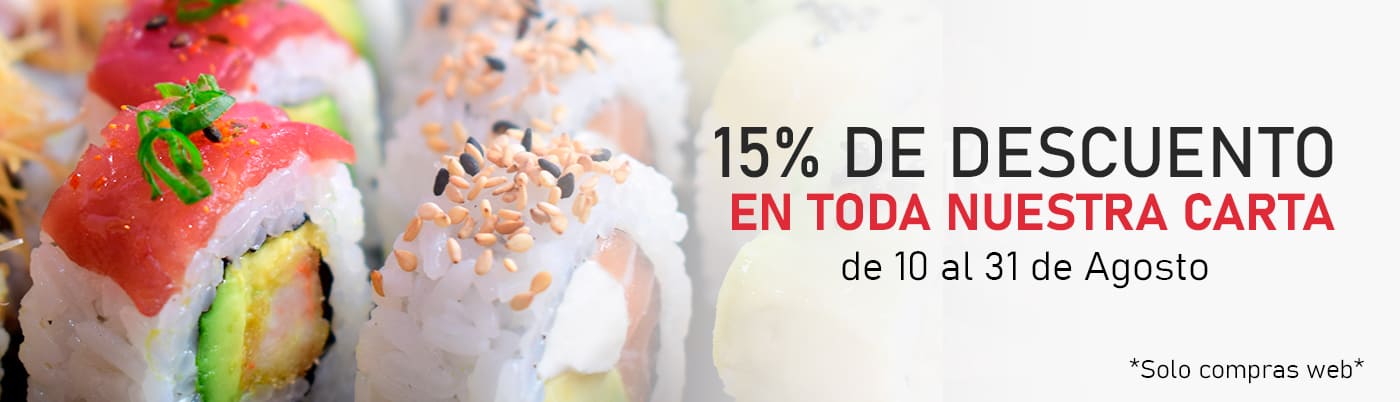 15% DE DESCUENTO
EN TODA NUESTRA CARTA
de 10 al 31 de Agosto
*Solo compras web*